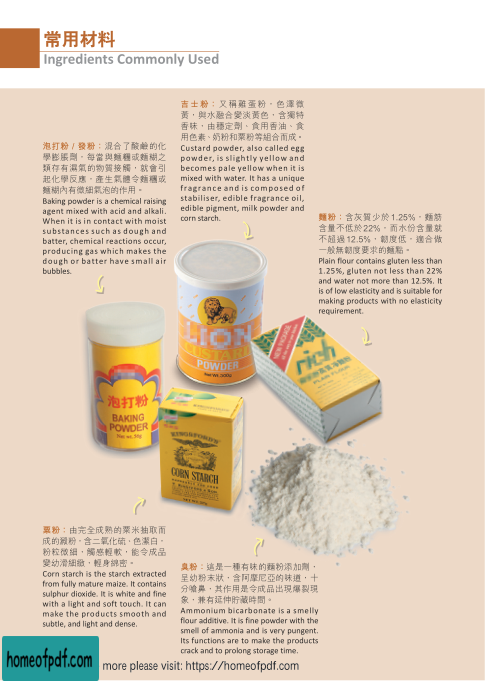 常用材料
Ingredients Commonly Used
吉士粉：又稱雞蛋粉，色澤微
黃，與水融合變淡黃色，含獨特
香味，由穩定劑、食用香油、食
用色素、奶粉和粟粉等組合而成。
Custard powder, also called egg
powder, is slightly yellow and
becomes pale yellow when it is
mixed with water. It has a unique
fragrance and is composed of
stabiliser, edible fragrance oil,
edible pigment, milk powder and
corn starch.
泡打粉 / 發粉：混合了酸鹼的化
學膨脹劑，每當與麵糰或麵糊之
類存有濕氣的物質接觸，就會引
起化學反應，產生氣體令麵糰或
麵糊內有微細氣泡的作用。
Baking powder is a chemical raising
agent mixed with acid and alkali.
When it is in contact with moist
substances such as dough and
batter, chemical reactions occur,
producing gas which makes the
dough or batter have small air
bubbles.
麵粉：含灰質少於1.25%，麵筋
含量不低於22%，而水份含量就
不超過12.5%，韌度低，適合做
一般無韌度要求的麵點。
Plain flour contains gluten less than
1.25%, gluten not less than 22%
and water not more than 12.5%. It
is of low elasticity and is suitable for
making products with no elasticity
requirement.
LION
CUSTARD
POWDER
Net Wt. 300g
NEW PACKAGE
rich
PLAIN FLOUR
泡打粉
BAKING
POWDER
KINGSFORD'S
CORN STARCH
粟粉：由完全成熟的粟米抽取而
成的澱粉，含二氧化硫，色潔白，
粉粒微細，觸感輕軟，能令成品
變幼滑細緻，輕身綿密。
Corn starch is the starch extracted
from fully mature maize. It contains
sulphur dioxide. It is white and fine
with a light and soft touch. It can
make the products smooth and
subtle, and light and dense.
臭粉：這是一種有味的麵粉添加劑，
呈幼粉末狀，含阿摩尼亞的味道，十
分嗆鼻，其作用是令成品出現爆裂現
象，兼有延伸貯藏時間。
Ammonium bicarbonate is a smelly
flour additive. It is fine powder with the
smell of ammonia and is very pungent.
Its functions are to make the products
crack and to prolong storage time.
homeofpdf.com
more please visit: https://homeofpdf.com